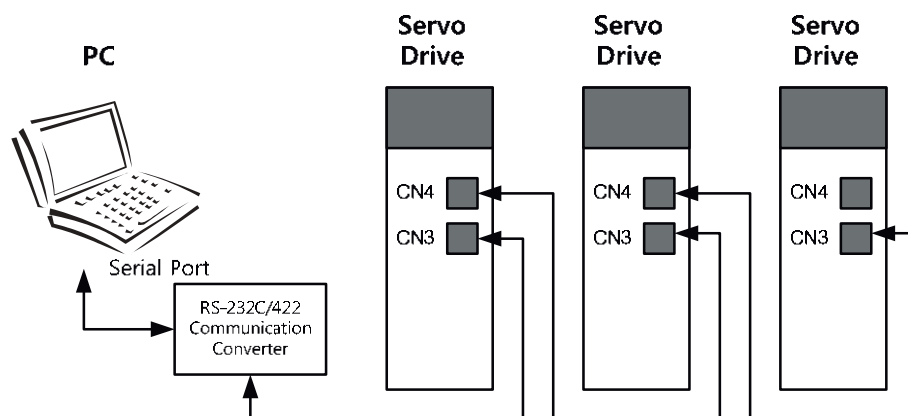 PC
Serial Port
RS-232C/422
Communication
Converter
Servo
Drive
CN4
CN3
Servo
Drive
CN4
CN3
Servo
Drive
CN4
CN3